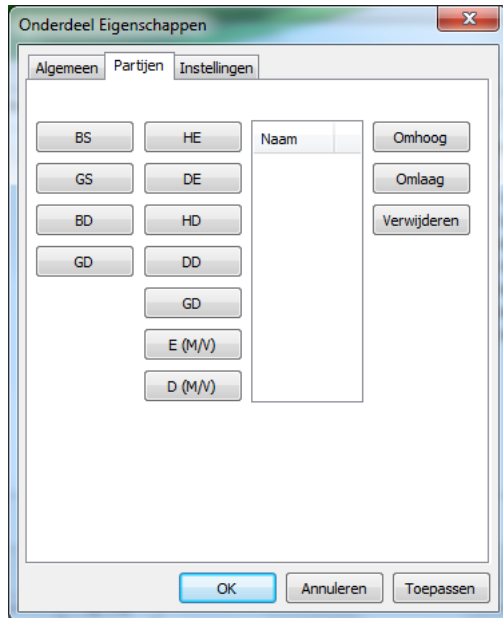 Onderdeel Eigenschappen
Algemeen Partijen Instellingen
BS HE Naam Omhoog
GS DE Omlaag
BD HD Verwijderen
GD DD
GD
E (M/V)
D (M/V)
OK Annuleren Toepassen